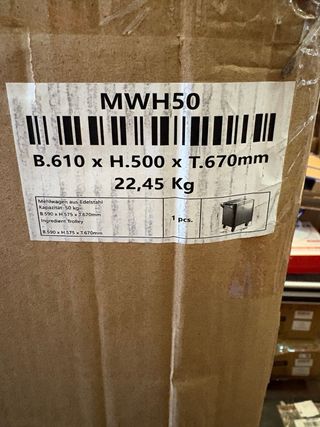 MWH50
B.610 x H.500 x T.670mm
22,45 Kg
Mehlwagen aus Edelstahl
Kapazität: 50 kg
B.590 x H.575 x T.670mm
Ingredient Trolley
B.590 x H.575 x T.670mm
1 pcs.